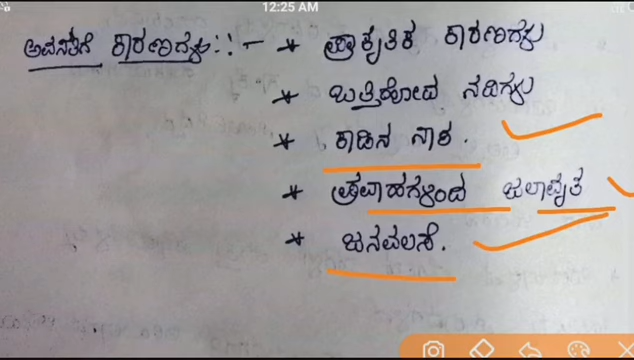 12:25 AM
ಅವನತಿಗೆ ಕಾರಣಗಳು :- * ಪ್ರಾಕೃತಿಕ ಕಾರಣಗಳು
* ಬತ್ತಿಹೋದ ನದಿಗಳು
* ಕಾಡಿನ ನಾಶ.
* ಪ್ರವಾಹಗಳಿಂದ ಜಲಾವೃತ
* ಜನವಲಸೆ.